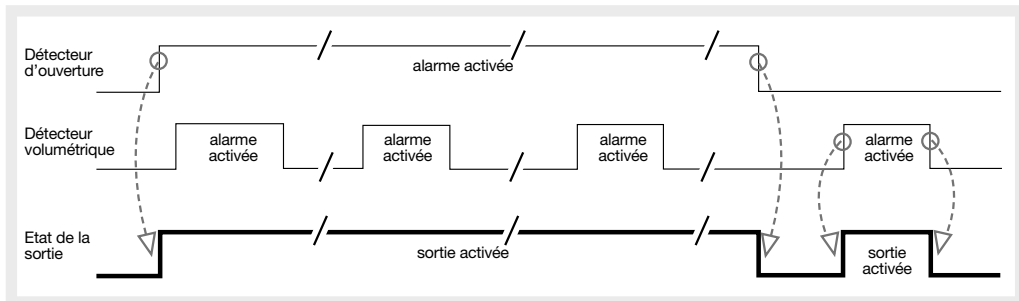 Détecteur
d'ouverture
alarme activée
Détecteur
volumétrique
alarme
activée
alarme
activée
alarme
activée
alarme
activée
Etat de la
sortie
sortie activée
sortie
activée